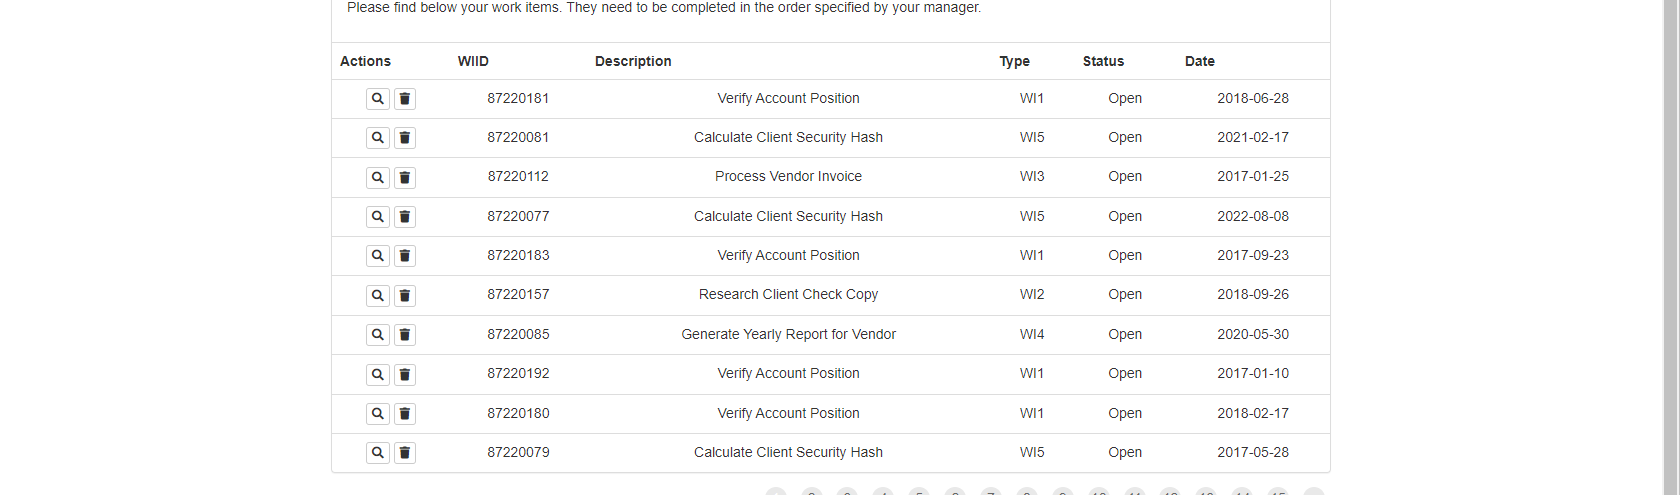 Please find below your work items. They need to be completed in the order specified by your manager.
Actions WIID Description Type Status Date
87220181 Verify Account Position WI1 Open 2018-06-28
87220081 Calculate Client Security Hash WI5 Open 2021-02-17
87220112 Process Vendor Invoice WI3 Open 2017-01-25
87220077 Calculate Client Security Hash WI5 Open 2022-08-08
87220183 Verify Account Position WI1 Open 2017-09-23
87220157 Research Client Check Copy WI2 Open 2018-09-26
87220085 Generate Yearly Report for Vendor WI4 Open 2020-05-30
87220192 Verify Account Position WI1 Open 2017-01-10
87220180 Verify Account Position WI1 Open 2018-02-17
87220079 Calculate Client Security Hash WI5 Open 2017-05-28